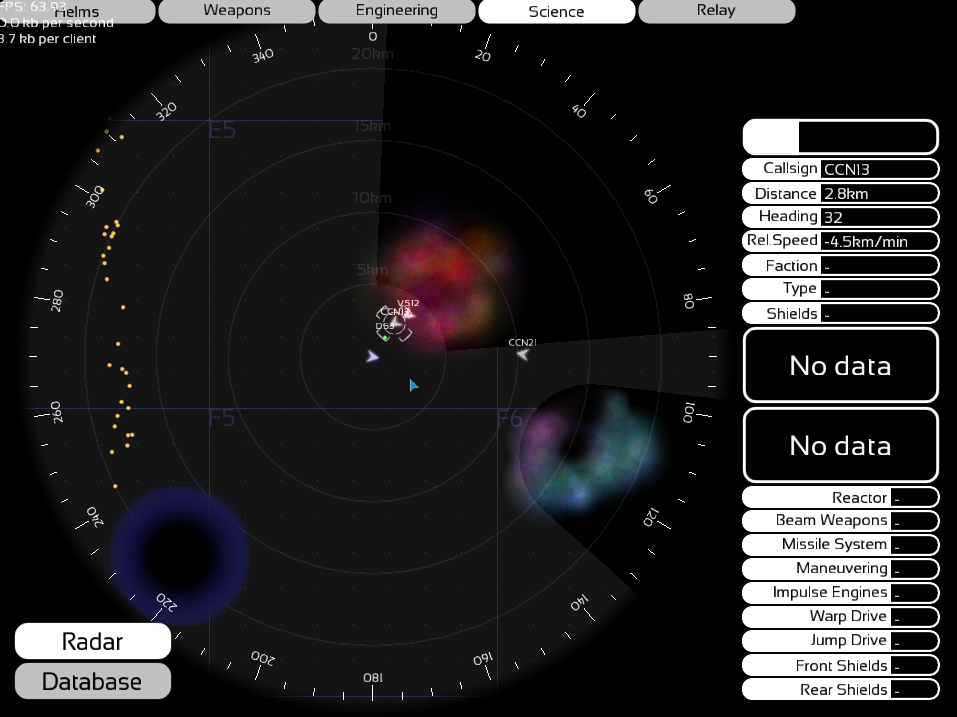 Helms Weapons Engineering Science Relay
FPS: 63.93
0.0 kb per second
3.7 kb per client
0
20
40
60
80
100
120
140
160
180
200
220
240
260
280
300
320
340
20km
15km
10km
5km
E5
F5
F6
VS12
CCN13
DS3
CCN21
Callsign CCN13
Distance 2.8km
Heading 32
Rel.Speed -4.5km/min
Faction -
Type -
Shields -
No data
No data
Reactor -
Beam Weapons -
Missile System -
Maneuvering -
Impulse Engines -
Warp Drive -
Jump Drive -
Front Shields -
Rear Shields -
Radar
Database